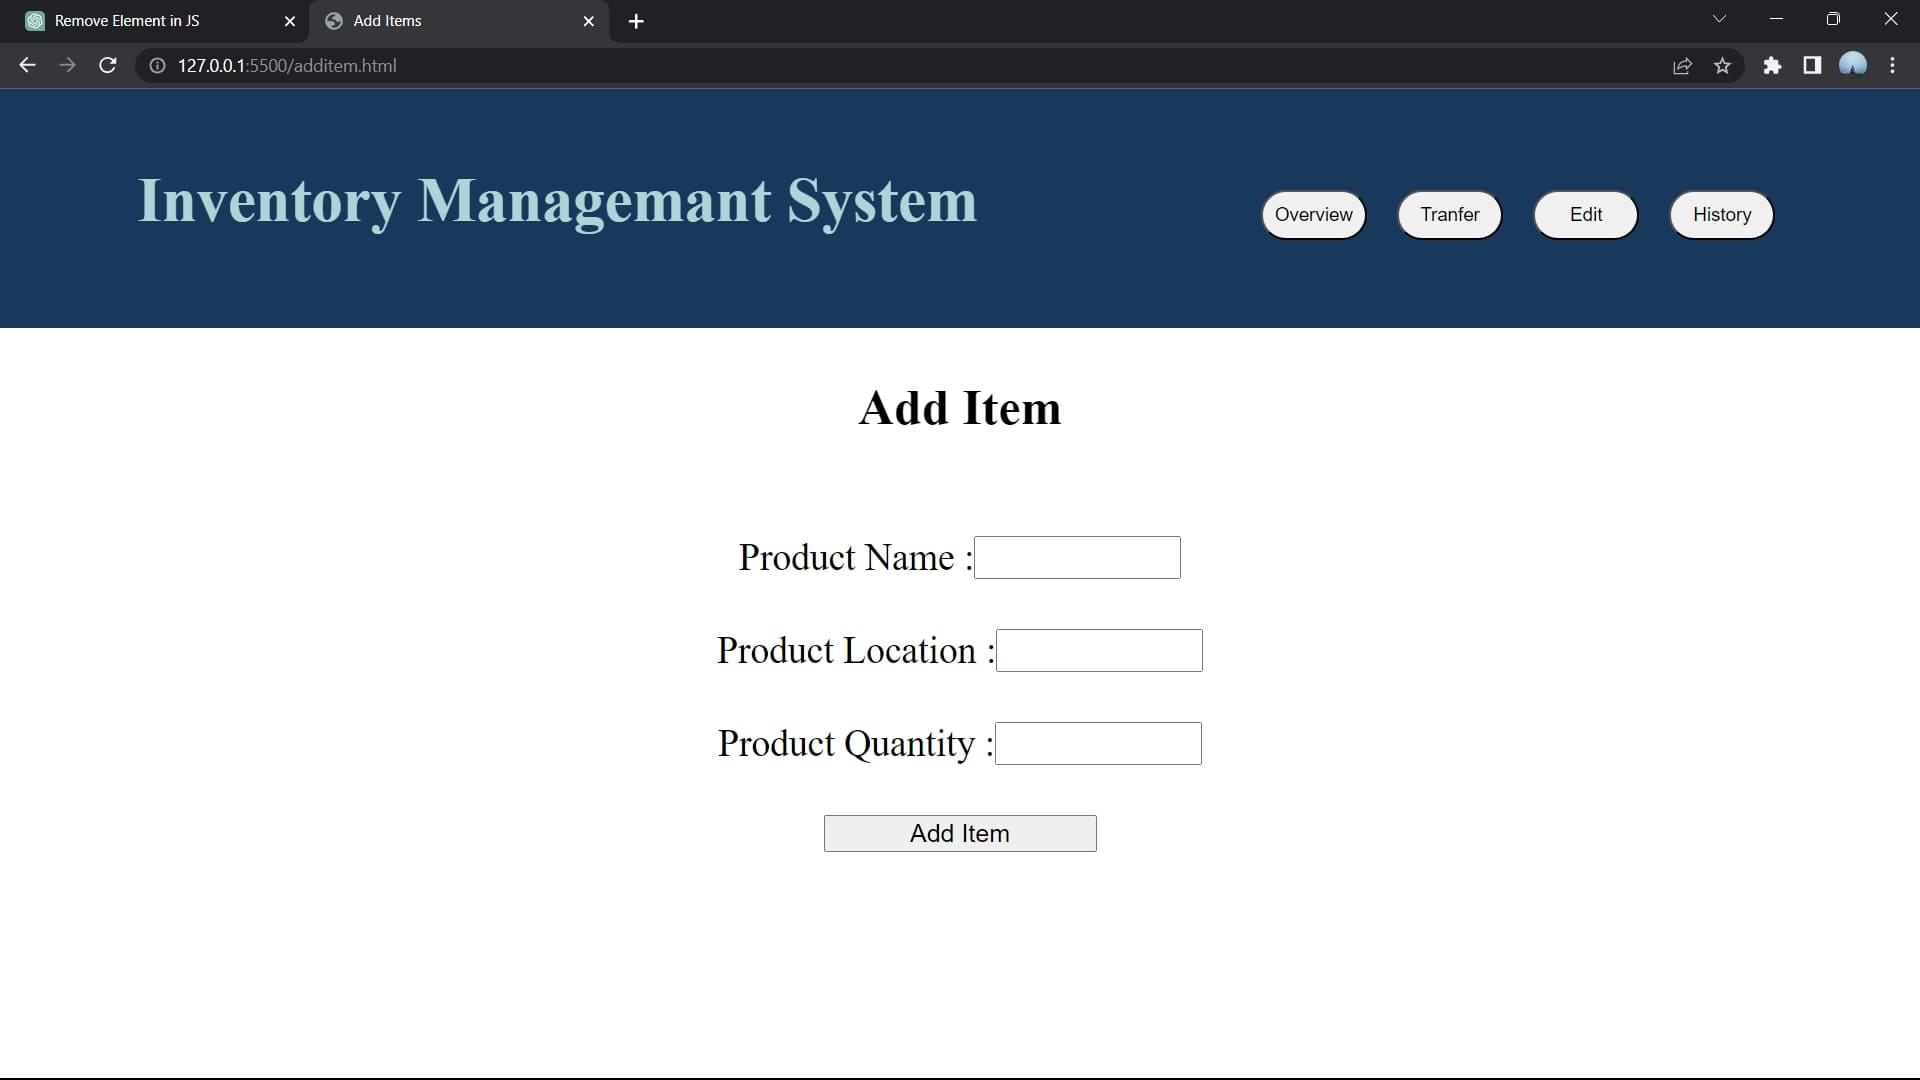 Remove Element in JS
Add Items
127.0.0.1:5500/additem.html
Inventory Managemant System
Overview
Tranfer
Edit
History
Add Item
Product Name :
Product Location :
Product Quantity :
Add Item